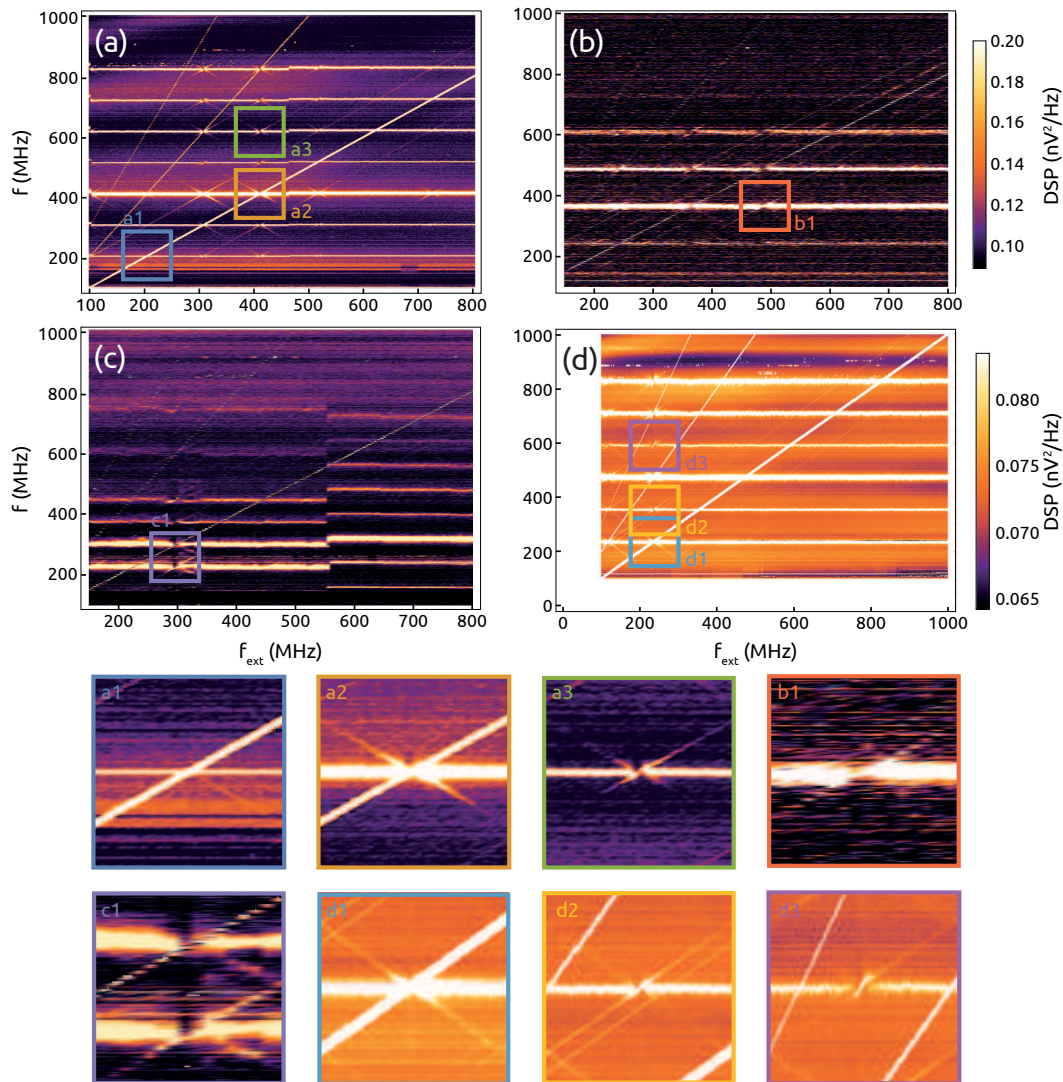 (a)
1000
800
600
400
200
f (MHz)
100 200 300 400 500 600 700 800
a1
a2
a3
(b)
1000
800
600
400
200
200 300 400 500 600 700 800
b1
0.20
0.18
0.16
0.14
0.12
0.10
DSP (nV²/Hz)
(c)
1000
800
600
400
200
f (MHz)
200 300 400 500 600 700 800
f_ext (MHz)
c1
(d)
1000
800
600
400
200
0
0 200 400 600 800 1000
f_ext (MHz)
d3
d2
d1
0.080
0.075
0.070
0.065
DSP (nV²/Hz)
a1
a2
a3
b1
c1
d1
d2
d3